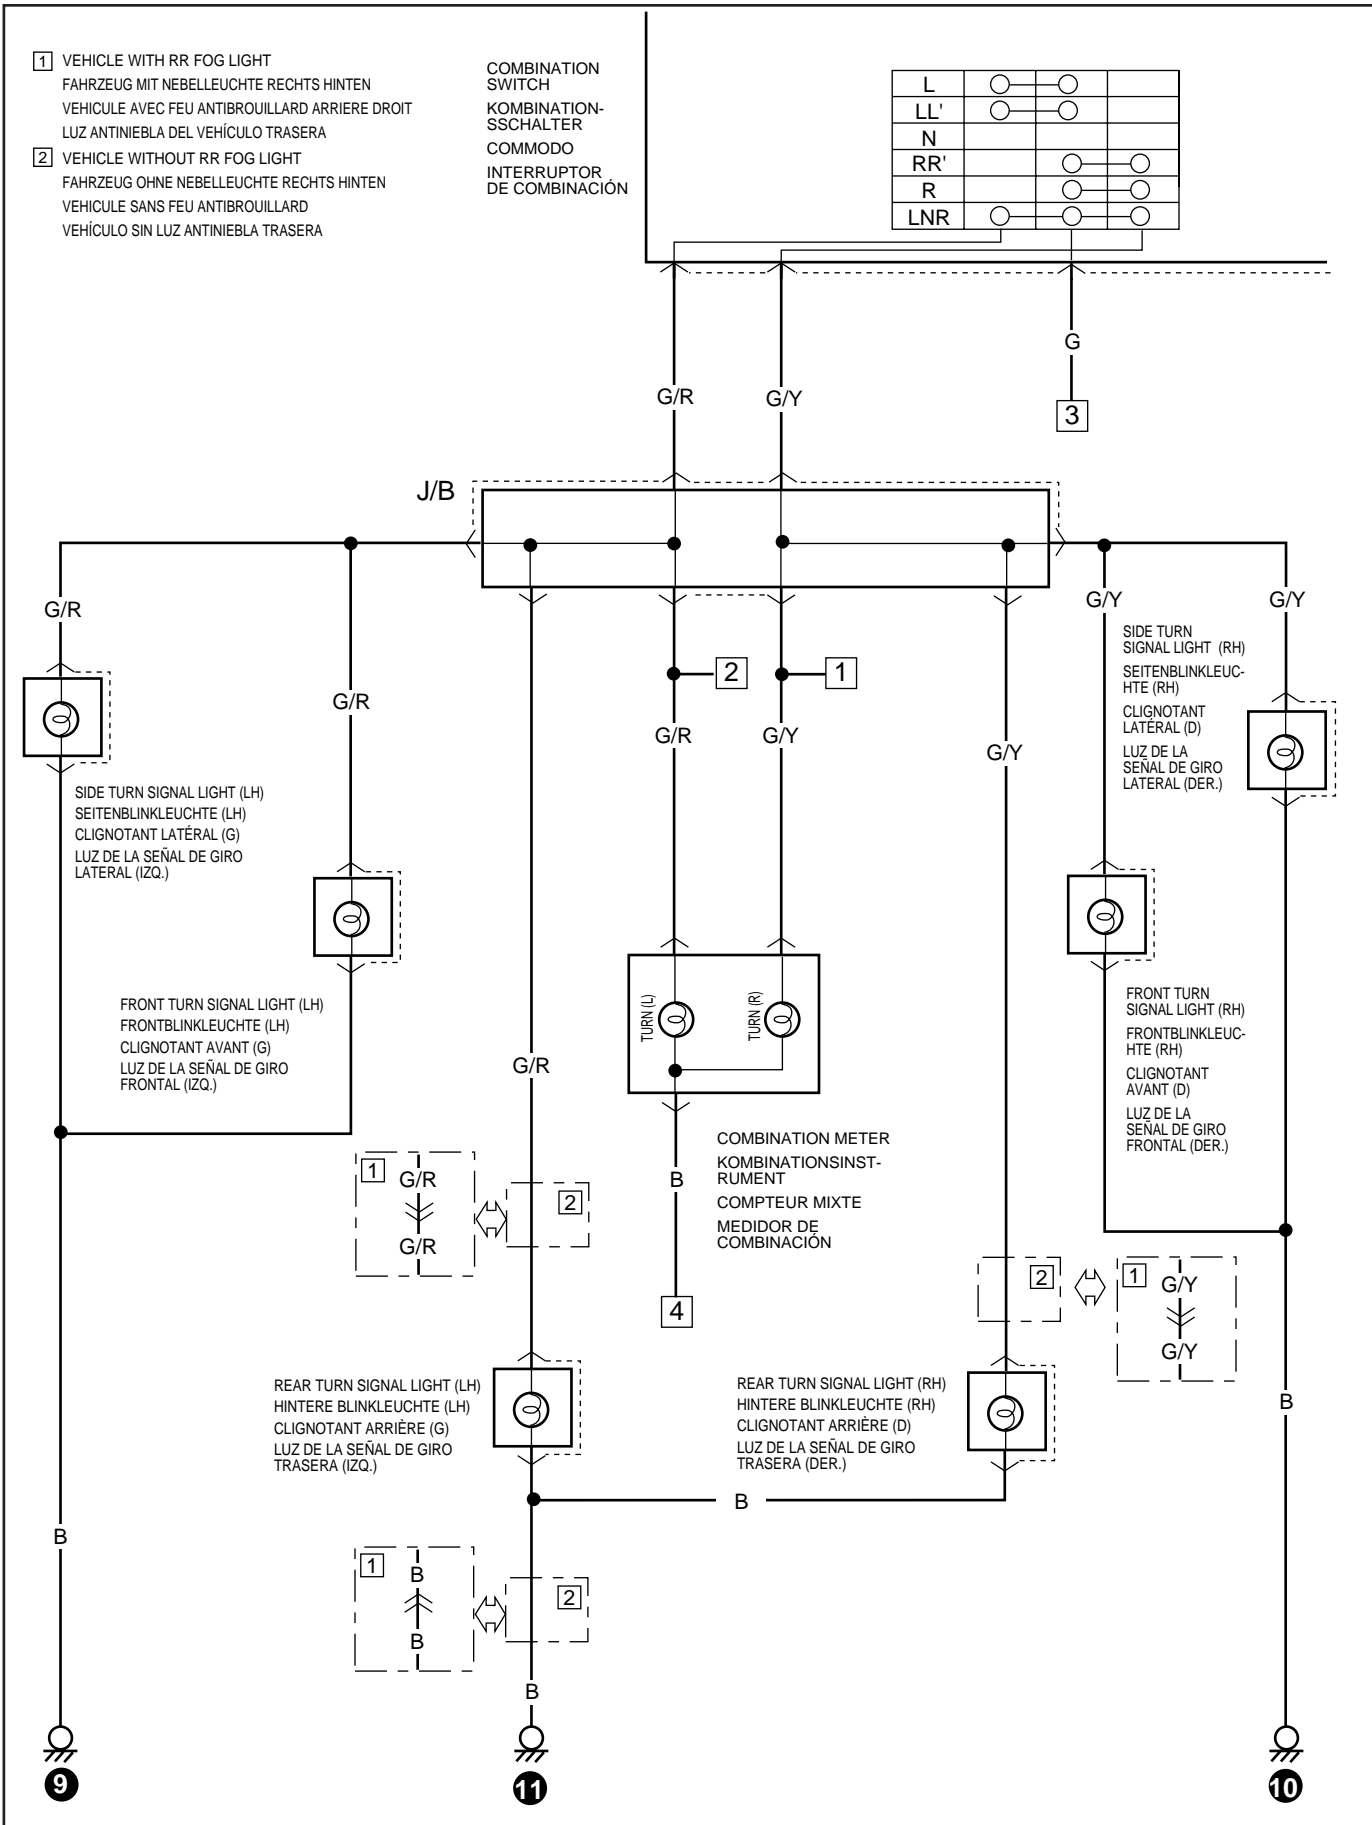 1 VEHICLE WITH RR FOG LIGHT
FAHRZEUG MIT NEBELLEUCHTE RECHTS HINTEN
VEHICULE AVEC FEU ANTIBROUILLARD ARRIERE DROIT
LUZ ANTINIEBLA DEL VEHÍCULO TRASERA
2 VEHICLE WITHOUT RR FOG LIGHT
FAHRZEUG OHNE NEBELLEUCHTE RECHTS HINTEN
VEHICULE SANS FEU ANTIBROUILLARD
VEHÍCULO SIN LUZ ANTINIEBLA TRASERA
COMBINATION
SWITCH
KOMBINATION-
SSCHALTER
COMMODO
INTERRUPTOR
DE COMBINACIÓN
L
LL'
N
RR'
R
LNR
G
G/R
G/Y
3
J/B
G/R
G/Y
G/Y
SIDE TURN
SIGNAL LIGHT (RH)
SEITENBLINKLEUC-
HTE (RH)
CLIGNOTANT
LATÉRAL (D)
LUZ DE LA
SEÑAL DE GIRO
LATERAL (DER.)
2
1
G/R
G/R
G/Y
G/Y
SIDE TURN SIGNAL LIGHT (LH)
SEITENBLINKLEUCHTE (LH)
CLIGNOTANT LATÉRAL (G)
LUZ DE LA SEÑAL DE GIRO
LATERAL (IZQ.)
FRONT TURN SIGNAL LIGHT (LH)
FRONTBLINKLEUCHTE (LH)
CLIGNOTANT AVANT (G)
LUZ DE LA SEÑAL DE GIRO
FRONTAL (IZQ.)
TURN (L)
TURN (R)
FRONT TURN
SIGNAL LIGHT (RH)
FRONTBLINKLEUC-
HTE (RH)
CLIGNOTANT
AVANT (D)
LUZ DE LA
SEÑAL DE GIRO
FRONTAL (DER.)
G/R
COMBINATION METER
KOMBINATIONSINST-
RUMENT
COMPTEUR MIXTE
MEDIDOR DE
COMBINACIÓN
1
G/R
G/R
2
B
4
2
1
G/Y
G/Y
REAR TURN SIGNAL LIGHT (LH)
HINTERE BLINKLEUCHTE (LH)
CLIGNOTANT ARRIÈRE (G)
LUZ DE LA SEÑAL DE GIRO
TRASERA (IZQ.)
REAR TURN SIGNAL LIGHT (RH)
HINTERE BLINKLEUCHTE (RH)
CLIGNOTANT ARRIÈRE (D)
LUZ DE LA SEÑAL DE GIRO
TRASERA (DER.)
B
B
B
1
B
B
2
B
9
11
10